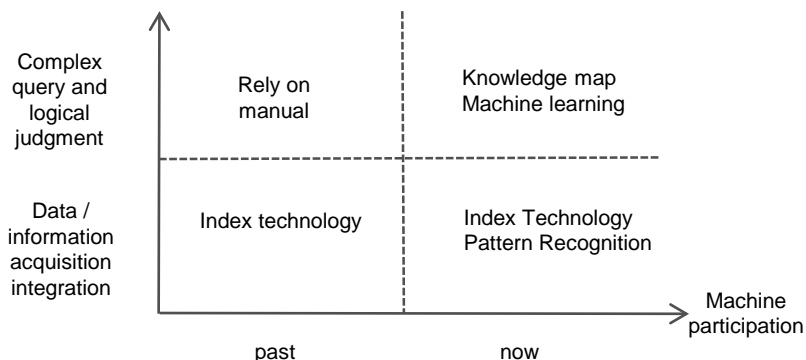 Complex
query and
logical
judgment
Rely on
manual
Knowledge map
Machine learning
Data /
information
acquisition
integration
Index technology
Index Technology
Pattern Recognition
Machine
participation
past
now